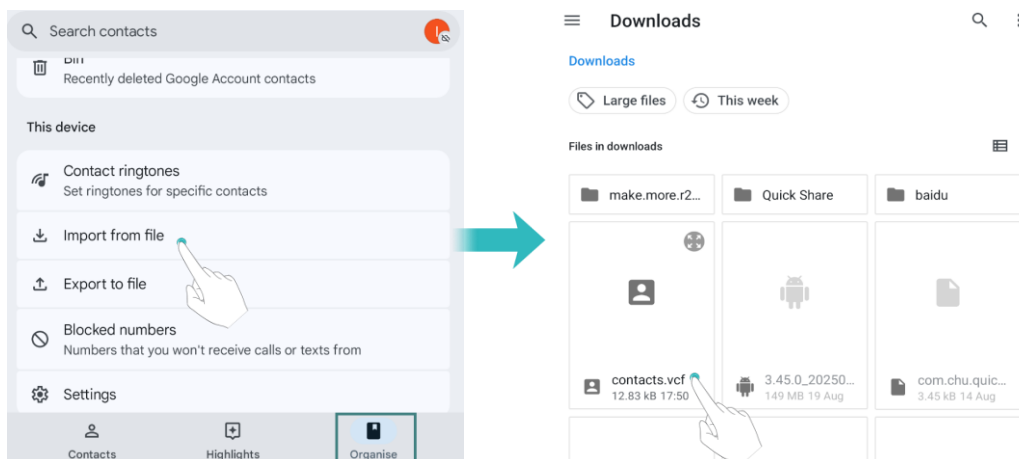 Search contacts
Bin
Recently deleted Google Account contacts
This device
Contact ringtones
Set ringtones for specific contacts
Import from file
Export to file
Blocked numbers
Numbers that you won't receive calls or texts from
Settings
Contacts
Highlights
Organise
Downloads
Downloads
Large files
This week
Files in downloads
make.more.r2...
Quick Share
baidu
contacts.vcf
12.83 kB 17:50
3.45.0_20250...
149 MB 19 Aug
com.chu.quic...
3.45 kB 14 Aug